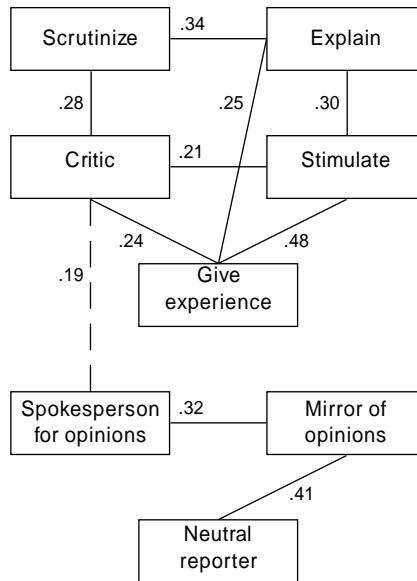 Scrutinize
.34
Explain
.28
.25
.30
Critic
.21
Stimulate
.24
.48
.19
Give
experience
Spokesperson
for opinions
.32
Mirror of
opinions
.41
Neutral
reporter